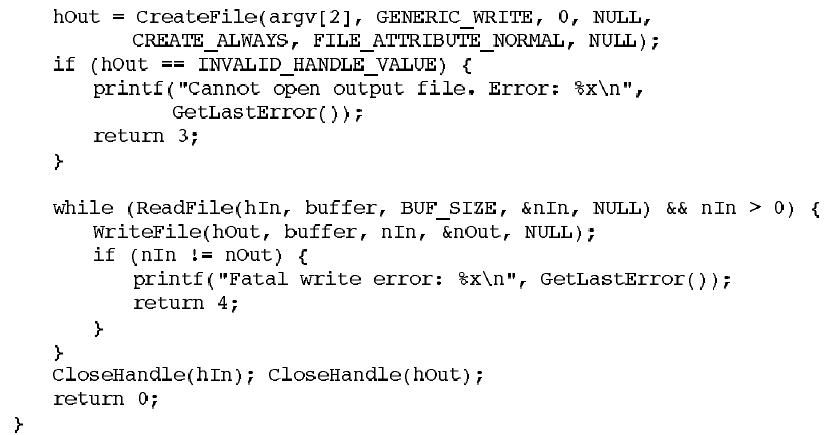 hOut = CreateFile(argv[2], GENERIC_WRITE, 0, NULL,
CREATE_ALWAYS, FILE_ATTRIBUTE_NORMAL, NULL);
if (hOut == INVALID_HANDLE_VALUE) {
printf("Cannot open output file. Error: %x\n",
GetLastError());
return 3;
}
while (ReadFile(hIn, buffer, BUF_SIZE, &nIn, NULL) && nIn > 0) {
WriteFile(hOut, buffer, nIn, &nOut, NULL);
if (nIn != nOut) {
printf("Fatal write error: %x\n", GetLastError());
return 4;
}
}
CloseHandle(hIn); CloseHandle(hOut);
return 0;
}